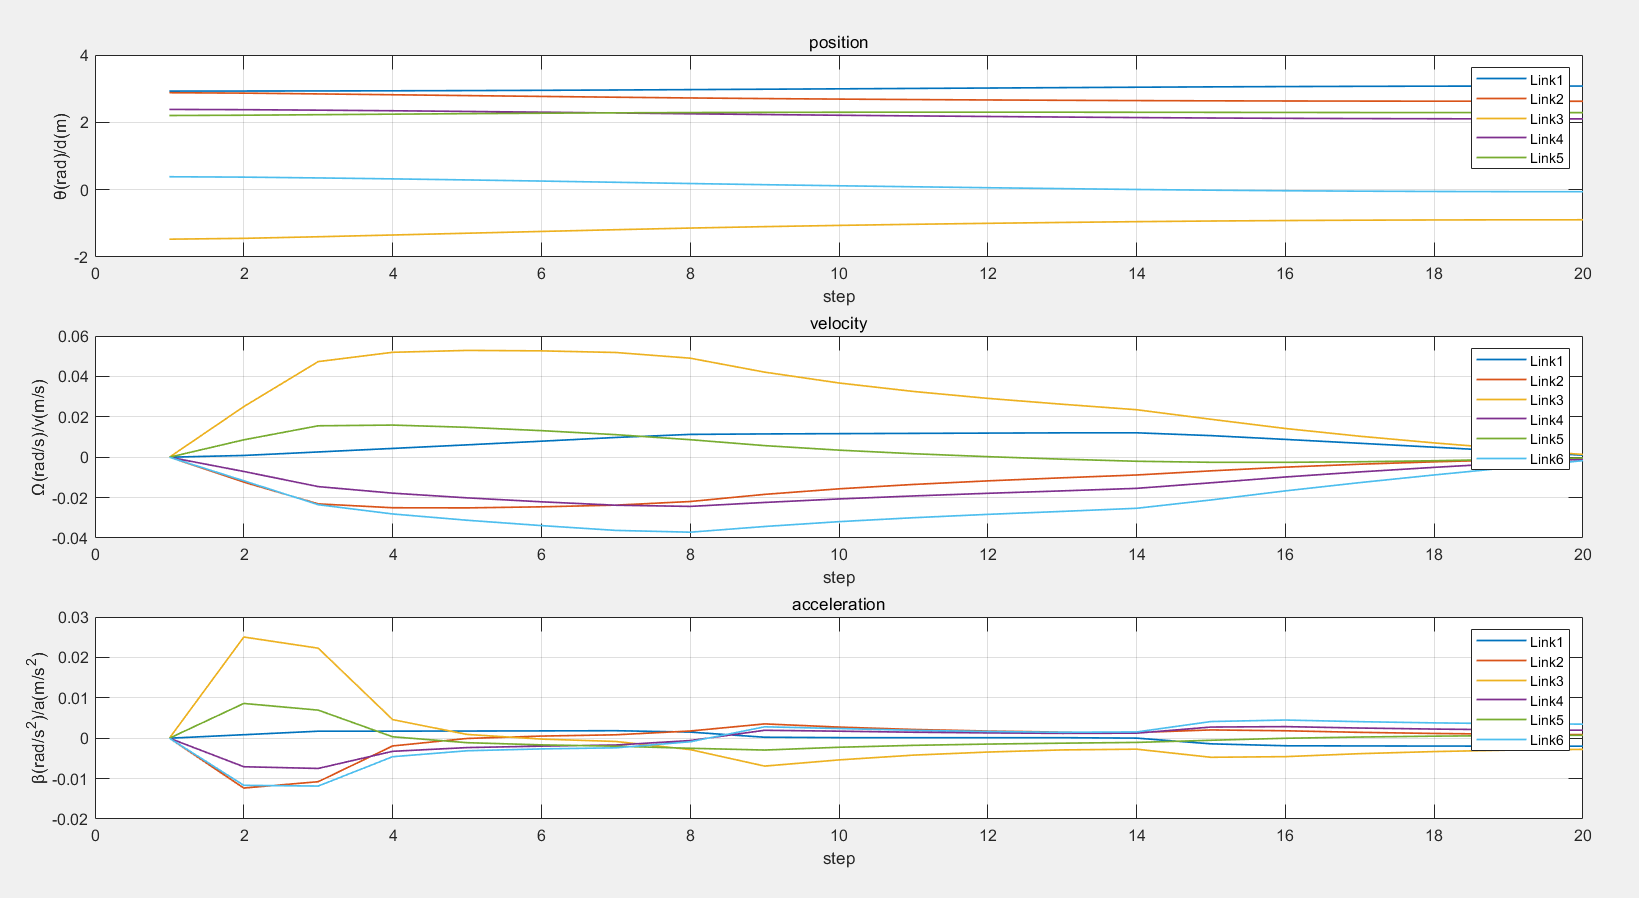 position
4
2
0
-2
θ(rad)/d(m)
Link1
Link2
Link3
Link4
Link5
0 2 4 6 8 10 12 14 16 18 20
step
velocity
0.06
0.04
0.02
0
-0.02
-0.04
Ω(rad/s)/v(m/s)
Link1
Link2
Link3
Link4
Link5
Link6
0 2 4 6 8 10 12 14 16 18 20
step
acceleration
0.03
0.02
0.01
0
-0.01
-0.02
β(rad/s²)/a(m/s²)
Link1
Link2
Link3
Link4
Link5
Link6
0 2 4 6 8 10 12 14 16 18 20
step